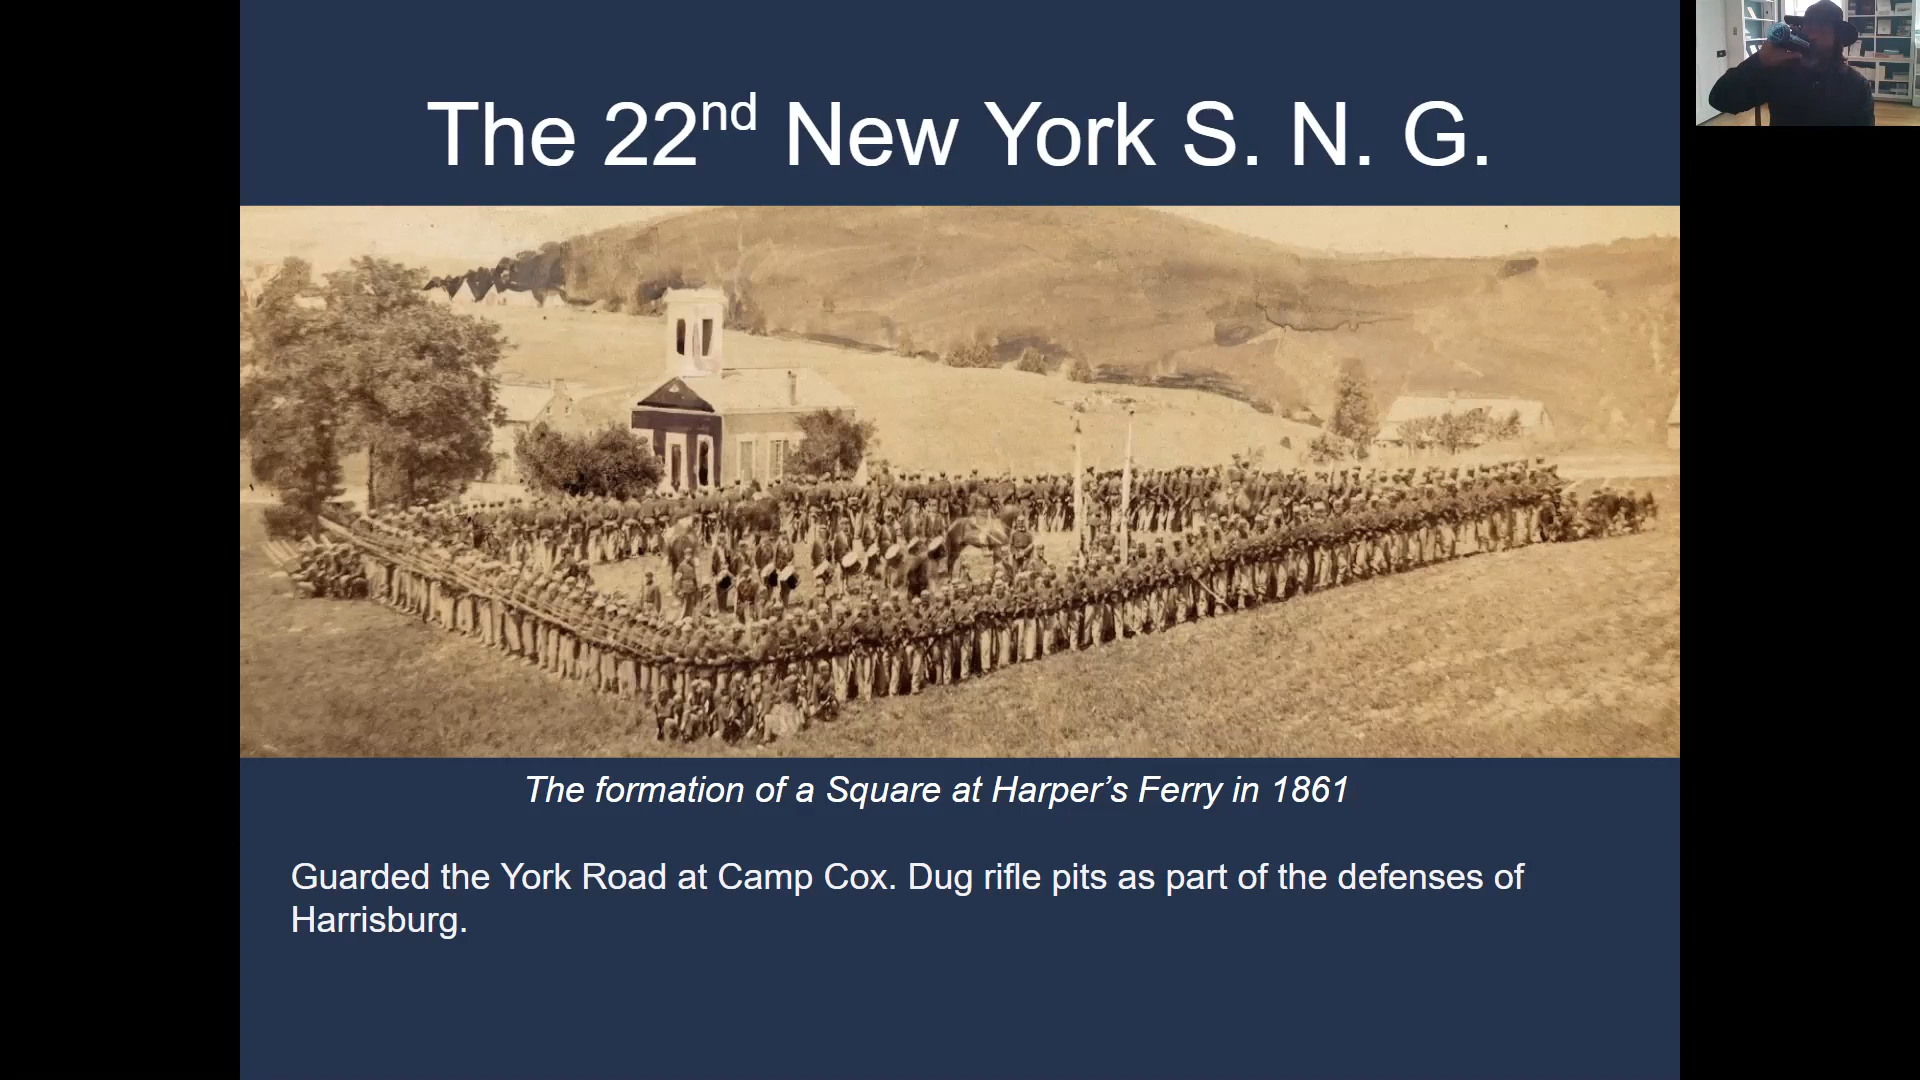 The 22nd New York S. N. G.
The formation of a Square at Harper’s Ferry in 1861
Guarded the York Road at Camp Cox. Dug rifle pits as part of the defenses of
Harrisburg.